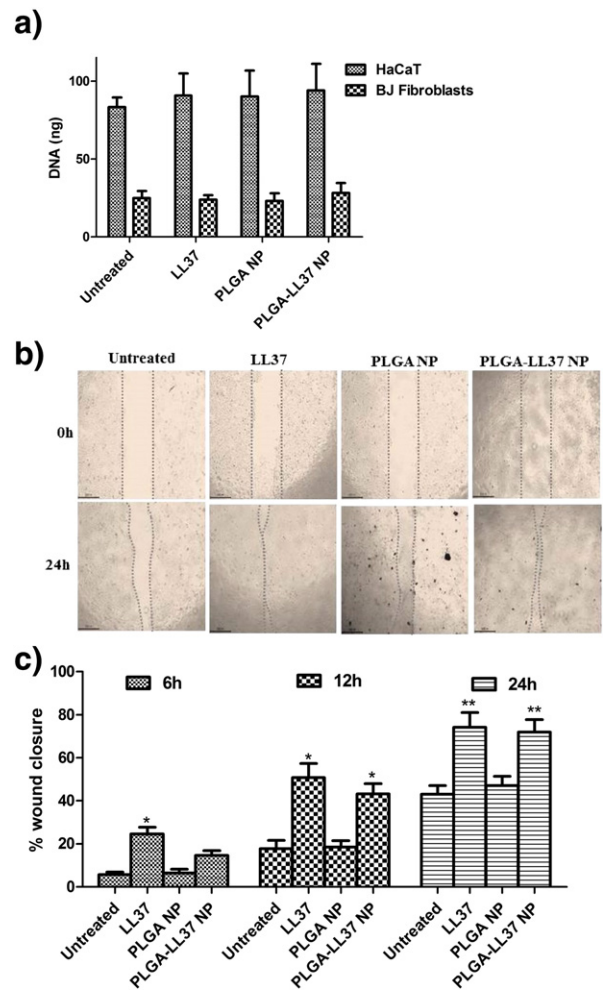 a)
HaCaT
BJ Fibroblasts
DNA (ng)
100
50
0
Untreated
LL37
PLGA NP
PLGA-LL37 NP
b)
Untreated
LL37
PLGA NP
PLGA-LL37 NP
0h
24h
c)
6h
12h
24h
% wound closure
100
80
60
40
20
0
*
*
*
**
**
Untreated
LL37
PLGA NP
PLGA-LL37 NP
Untreated
LL37
PLGA NP
PLGA-LL37 NP
Untreated
LL37
PLGA NP
PLGA-LL37 NP